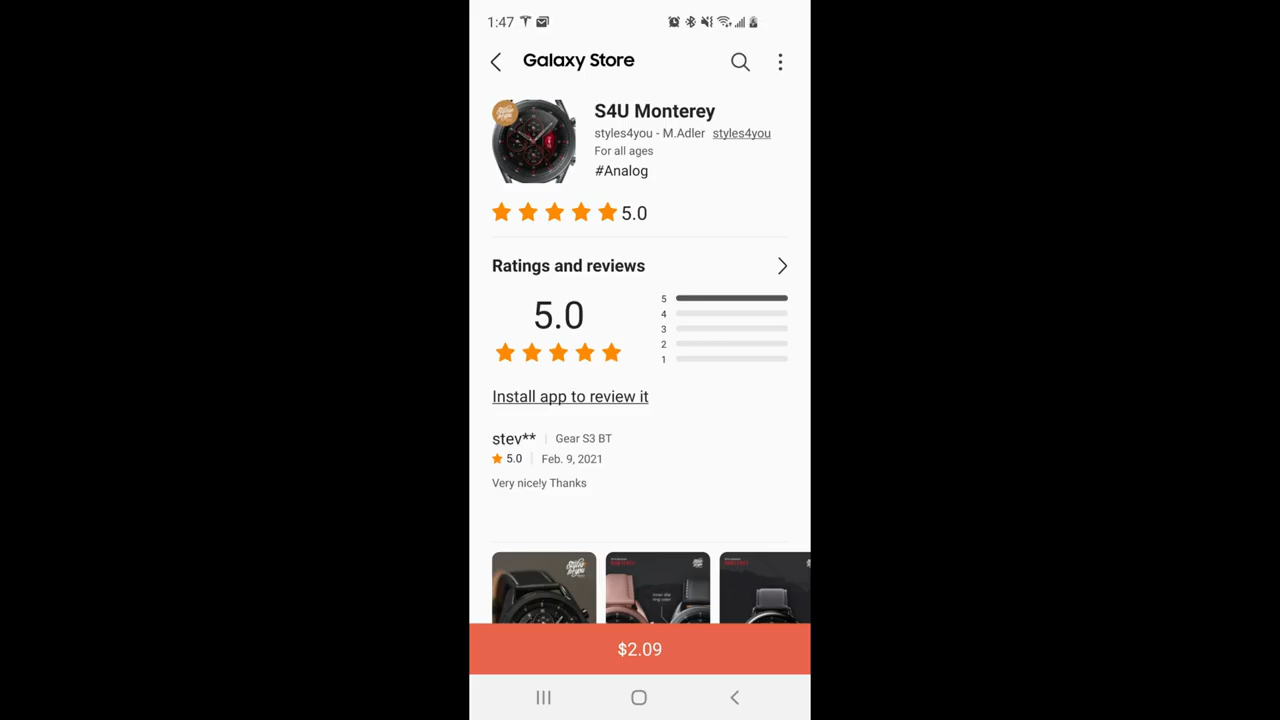 1:47
Galaxy Store
S4U Monterey
styles4you - M.Adler styles4you
For all ages
#Analog
5.0
Ratings and reviews
5.0
5
4
3
2
1
Install app to review it
stev** | Gear S3 BT
5.0 | Feb. 9, 2021
Very nice!y Thanks
$2.09